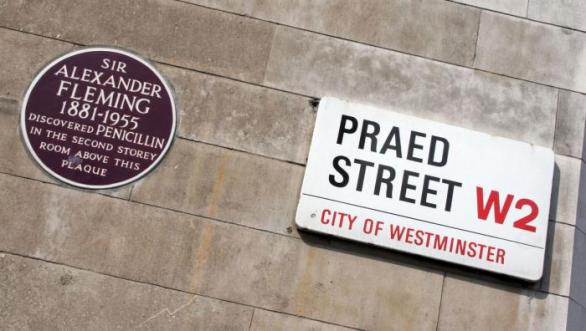 SIR
ALEXANDER
FLEMING
1881-1955
DISCOVERED PENICILLIN
IN THE SECOND STOREY
ROOM ABOVE THIS
PLAQUE
PRAED
STREET W2
CITY OF WESTMINSTER